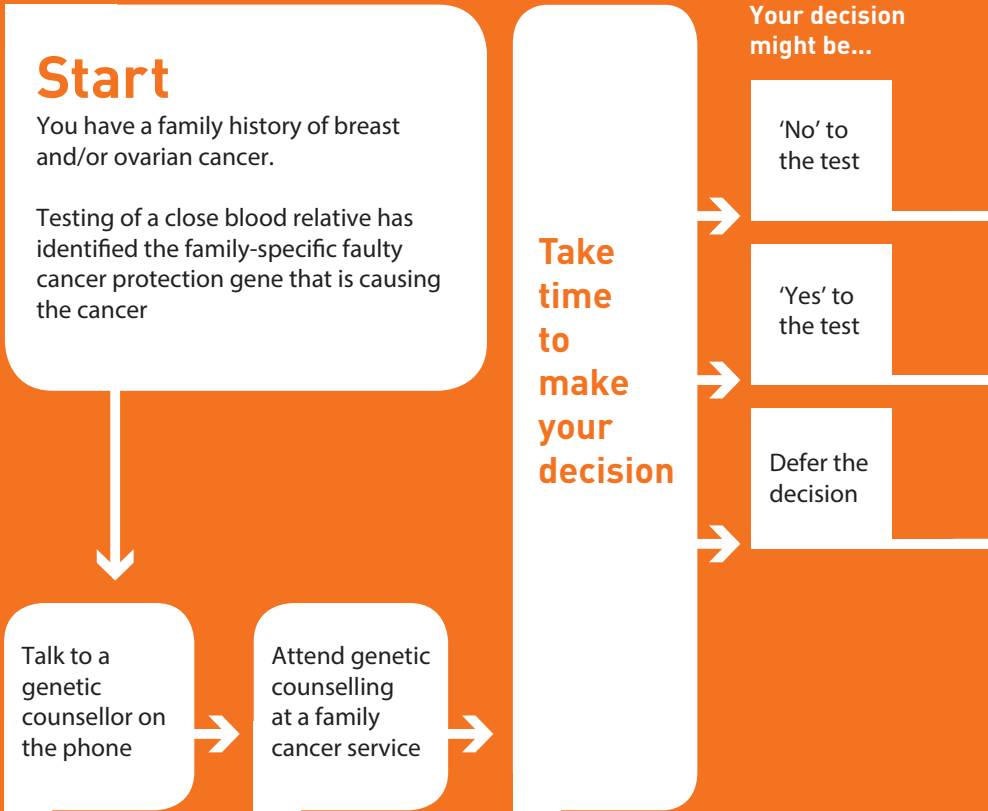 Start
You have a family history of breast
and/or ovarian cancer.
Testing of a close blood relative has
identified the family-specific faulty
cancer protection gene that is causing
the cancer
Talk to a
genetic
counsellor on
the phone
Attend genetic
counselling
at a family
cancer service
Take
time
to
make
your
decision
Your decision
might be...
‘No’ to
the test
‘Yes’ to
the test
Defer the
decision